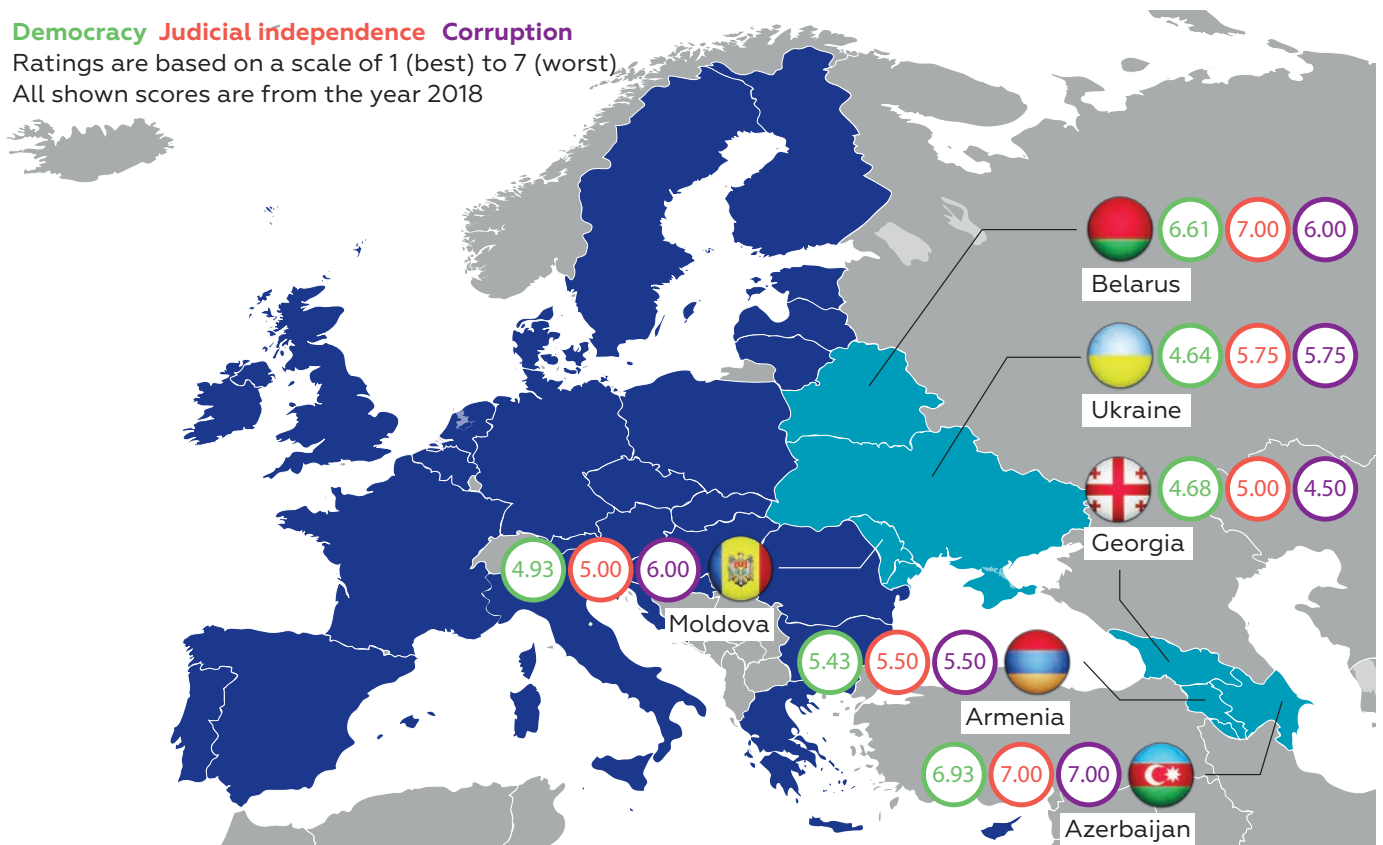 Democracy Judicial independence Corruption
Ratings are based on a scale of 1 (best) to 7 (worst)
All shown scores are from the year 2018
6.61 7.00 6.00
Belarus
4.64 5.75 5.75
Ukraine
4.68 5.00 4.50
Georgia
4.93 5.00 6.00
Moldova
5.43 5.50 5.50
Armenia
6.93 7.00 7.00
Azerbaijan